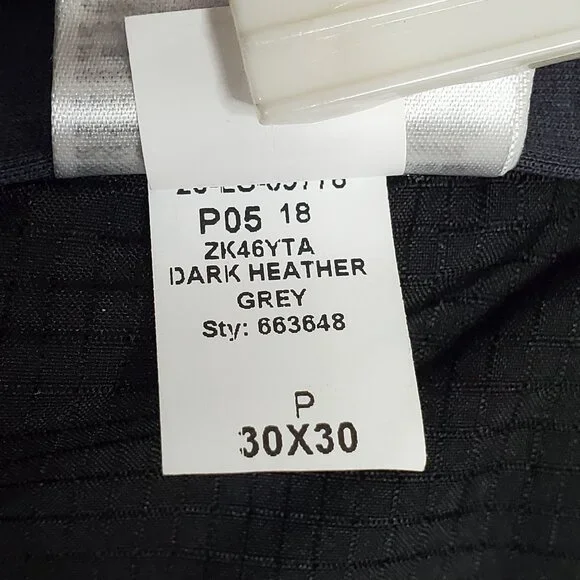 P05 18
ZK46YTA
DARK HEATHER
GREY
Sty: 663648
P
30X30